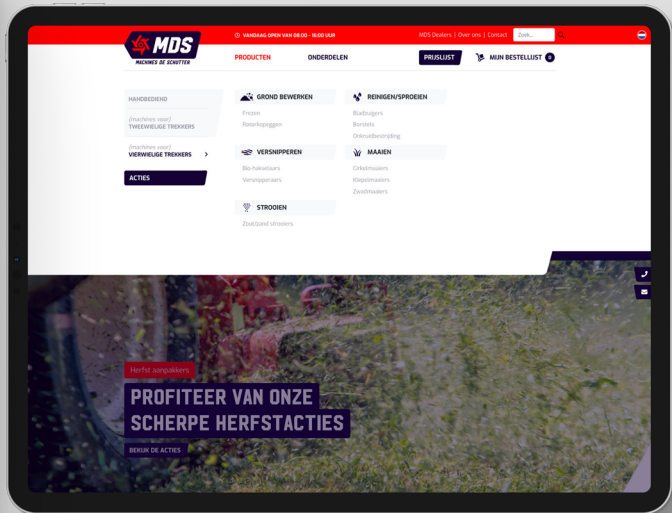 MDS
MACHINES DE SCHUTTER
VANDAAG OPEN VAN 08:00 - 16:00 UUR
MDS Dealers | Over ons | Contact
Zoek...
PRODUCTEN
ONDERDELEN
PRIJSLIJST
MIJN BESTELLIJST 0
HANDBEDIEND
(machines voor)
TWEEWIELIGE TREKKERS
(machines voor)
VIERWIELIGE TREKKERS
ACTIES
GROND BEWERKEN
Frezen
Rotorkopeggen
VERSNIPPEREN
Bio-hakselaars
Versnipperaars
STROOIEN
Zout/zand strooiers
REINIGEN/SPROEIEN
Bladzuigers
Borstels
Onkruidbestrijding
MAAIEN
Cirkelmaaiers
Klepelmaaiers
Zwadmaaiers
Herfst aanpakkers
PROFITEER VAN ONZE
SCHERPE HERFSTACTIES
BEKIJK DE ACTIES